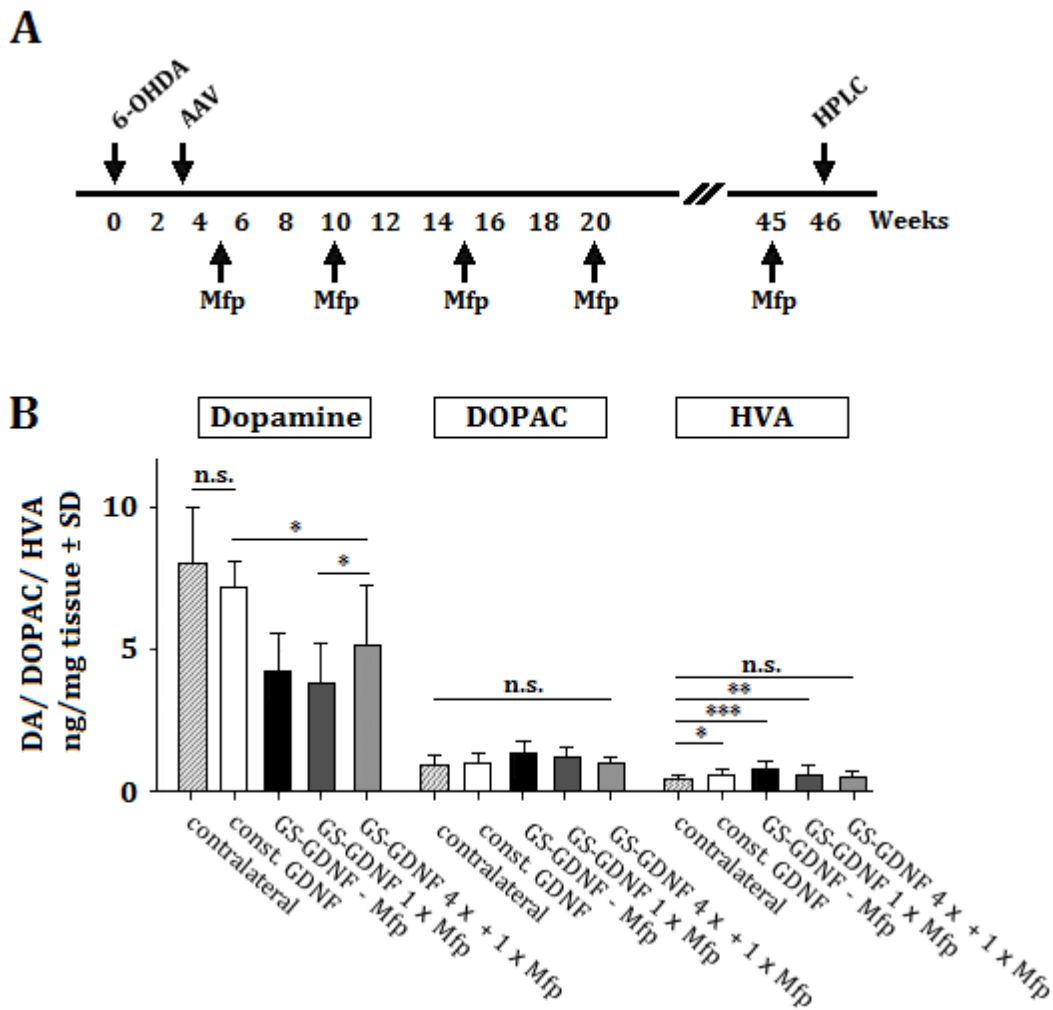 A
6-OHDA
AAV
HPLC
0 2 4 6 8 10 12 14 16 18 20 45 46 Weeks
Mfp Mfp Mfp Mfp Mfp
B
Dopamine DOPAC HVA
DA/ DOPAC/ HVA
ng/mg tissue ± SD
10
5
0
n.s.
*
*
n.s.
n.s.
**
***
*
contralateral
const. GDNF
GS-GDNF - Mfp
GS-GDNF 1 x Mfp
GS-GDNF 4 x + 1 x Mfp
contralateral
const. GDNF
GS-GDNF - Mfp
GS-GDNF 1 x Mfp
GS-GDNF 4 x + 1 x Mfp
contralateral
const. GDNF
GS-GDNF - Mfp
GS-GDNF 1 x Mfp
GS-GDNF 4 x + 1 x Mfp